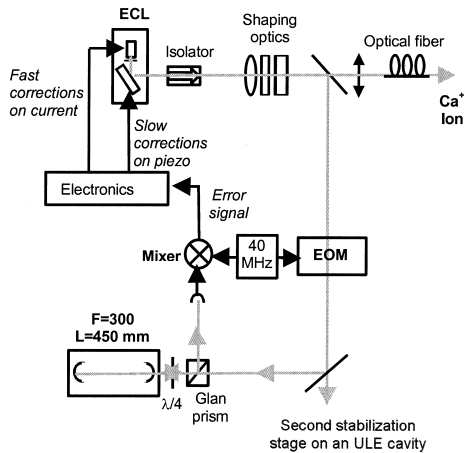 ECL
Isolator
Shaping
optics
Optical fiber
Ca+
Ion
Fast
corrections
on current
Slow
corrections
on piezo
Electronics
Error
signal
Mixer
40
MHz
EOM
F=300
L=450 mm
λ/4
Glan
prism
Second stabilization
stage on an ULE cavity